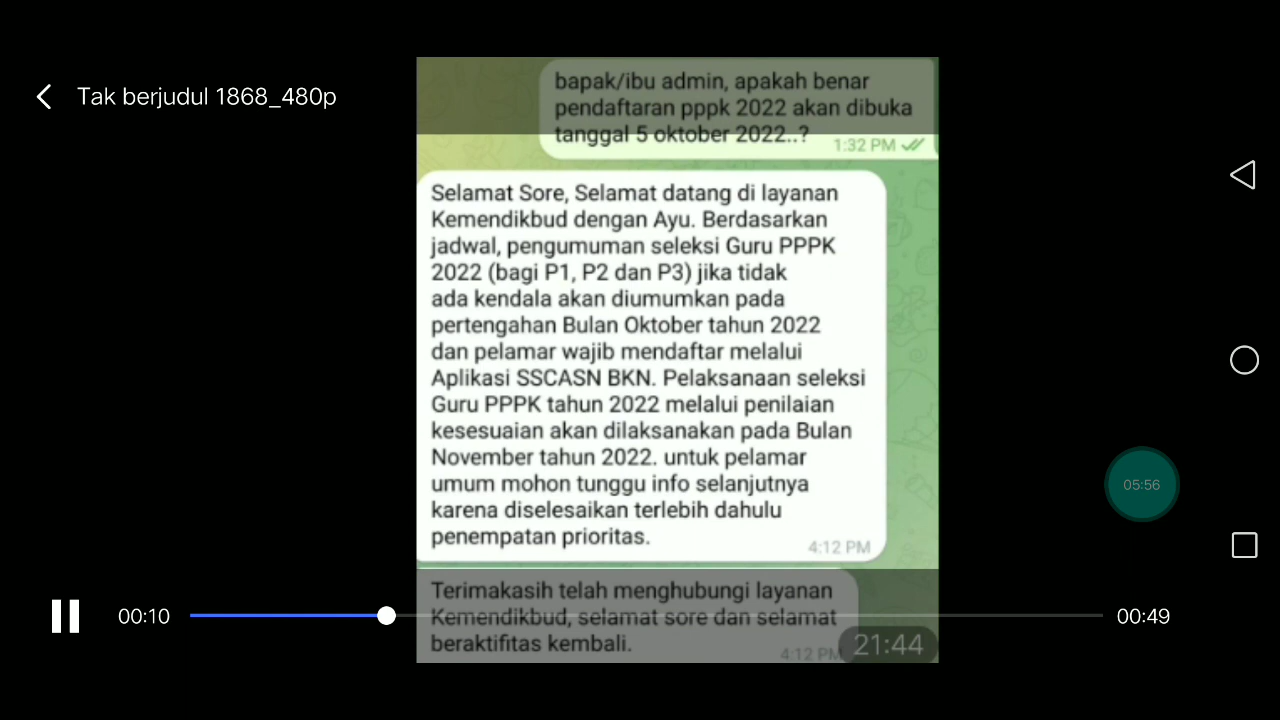 Tak berjudul 1868_480p
bapak/ibu admin, apakah benar
pendaftaran pppk 2022 akan dibuka
tanggal 5 oktober 2022..?
1:32 PM
Selamat Sore, Selamat datang di layanan
Kemendikbud dengan Ayu. Berdasarkan
jadwal, pengumuman seleksi Guru PPPK
2022 (bagi P1, P2 dan P3) jika tidak
ada kendala akan diumumkan pada
pertengahan Bulan Oktober tahun 2022
dan pelamar wajib mendaftar melalui
Aplikasi SSCASN BKN. Pelaksanaan seleksi
Guru PPPK tahun 2022 melalui penilaian
kesesuaian akan dilaksanakan pada Bulan
November tahun 2022. untuk pelamar
umum mohon tunggu info selanjutnya
karena diselesaikan terlebih dahulu
penempatan prioritas.
4:12 PM
Terimakasih telah menghubungi layanan
Kemendikbud, selamat sore dan selamat
beraktifitas kembali.
4:12 PM
21:44
05:56
00:10
00:49